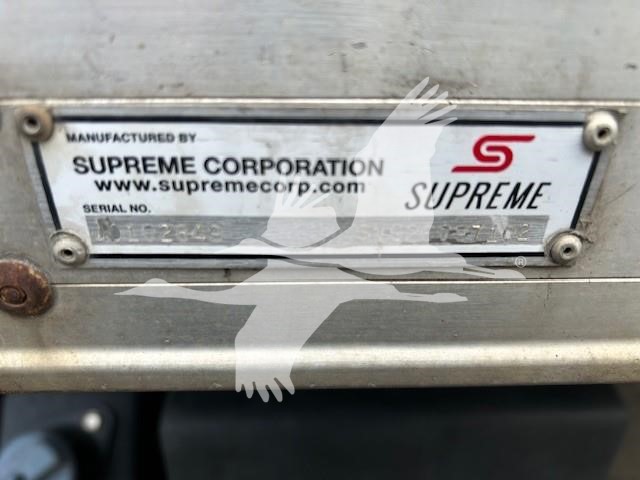 MANUFACTURED BY
SUPREME CORPORATION
www.supremecorp.com
SUPREME
SERIAL NO.